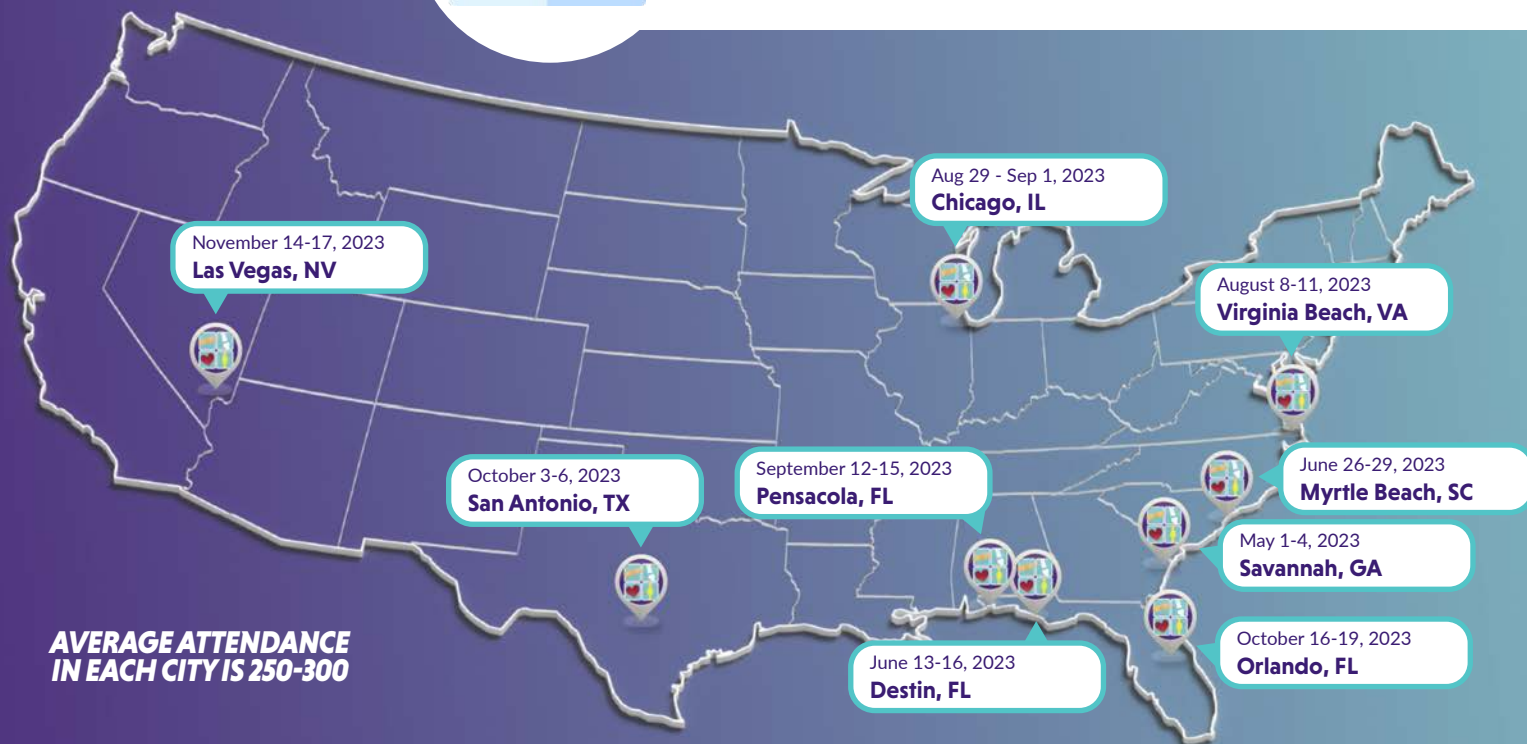 Aug 29 - Sep 1, 2023
Chicago, IL
November 14-17, 2023
Las Vegas, NV
August 8-11, 2023
Virginia Beach, VA
October 3-6, 2023
San Antonio, TX
September 12-15, 2023
Pensacola, FL
June 26-29, 2023
Myrtle Beach, SC
May 1-4, 2023
Savannah, GA
October 16-19, 2023
Orlando, FL
June 13-16, 2023
Destin, FL
AVERAGE ATTENDANCE
IN EACH CITY IS 250-300